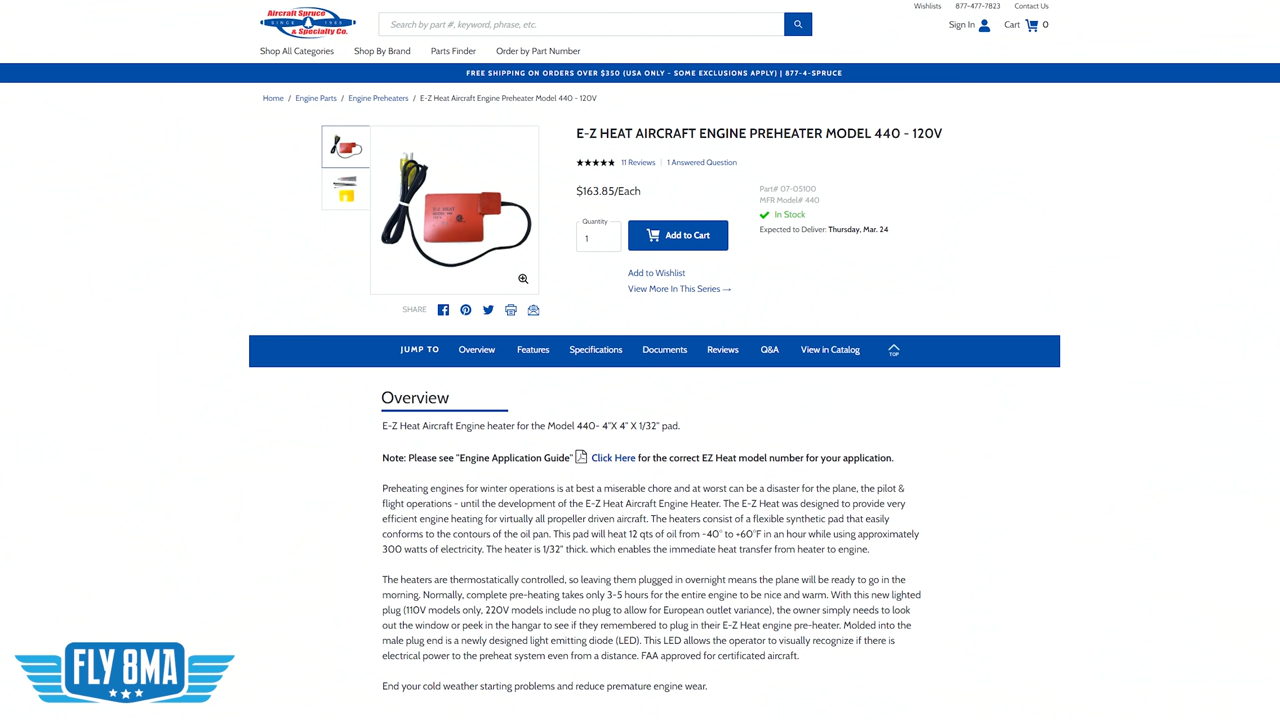 Wishlists 877-477-7823 Contact Us
Aircraft Spruce
SINCE 1965
& Specialty Co.
Search by part #, keyword, phrase, etc.
Sign In Cart 0
Shop All Categories Shop By Brand Parts Finder Order by Part Number
FREE SHIPPING ON ORDERS OVER $350 (USA ONLY - SOME EXCLUSIONS APPLY) | 877-4-SPRUCE
Home / Engine Parts / Engine Preheaters / E-Z Heat Aircraft Engine Preheater Model 440 - 120V
E-Z HEAT AIRCRAFT ENGINE PREHEATER MODEL 440 - 120V
11 Reviews | 1 Answered Question
$163.85/Each
Part# 07-05100
MFR Model# 440
In Stock
Expected to Deliver: Thursday, Mar. 24
Quantity
1
Add to Cart
Add to Wishlist
View More In This Series →
E-Z HEAT
SHARE
JUMP TO Overview Features Specifications Documents Reviews Q&A View in Catalog TOP
Overview
E-Z Heat Aircraft Engine heater for the Model 440- 4"X 4" X 1/32" pad.
Note: Please see "Engine Application Guide" Click Here for the correct EZ Heat model number for your application.
Preheating engines for winter operations is at best a miserable chore and at worst can be a disaster for the plane, the pilot &
flight operations - until the development of the E-Z Heat Aircraft Engine Heater. The E-Z Heat was designed to provide very
efficient engine heating for virtually all propeller driven aircraft. The heaters consist of a flexible synthetic pad that easily
conforms to the contours of the oil pan. This pad will heat 12 qts of oil from -40° to +60°F in an hour while using approximately
300 watts of electricity. The heater is 1/32" thick. which enables the immediate heat transfer from heater to engine.
The heaters are thermostatically controlled, so leaving them plugged in overnight means the plane will be ready to go in the
morning. Normally, complete pre-heating takes only 3-5 hours for the entire engine to be nice and warm. With this new lighted
plug (110V models only, 220V models include no plug to allow for European outlet variance), the owner simply needs to look
out the window or peek in the hangar to see if they remembered to plug in their E-Z Heat engine pre-heater. Molded into the
male plug end is a newly designed light emitting diode (LED). This LED allows the operator to visually recognize if there is
electrical power to the preheat system even from a distance. FAA approved for certificated aircraft.
End your cold weather starting problems and reduce premature engine wear.
FLY 8MA